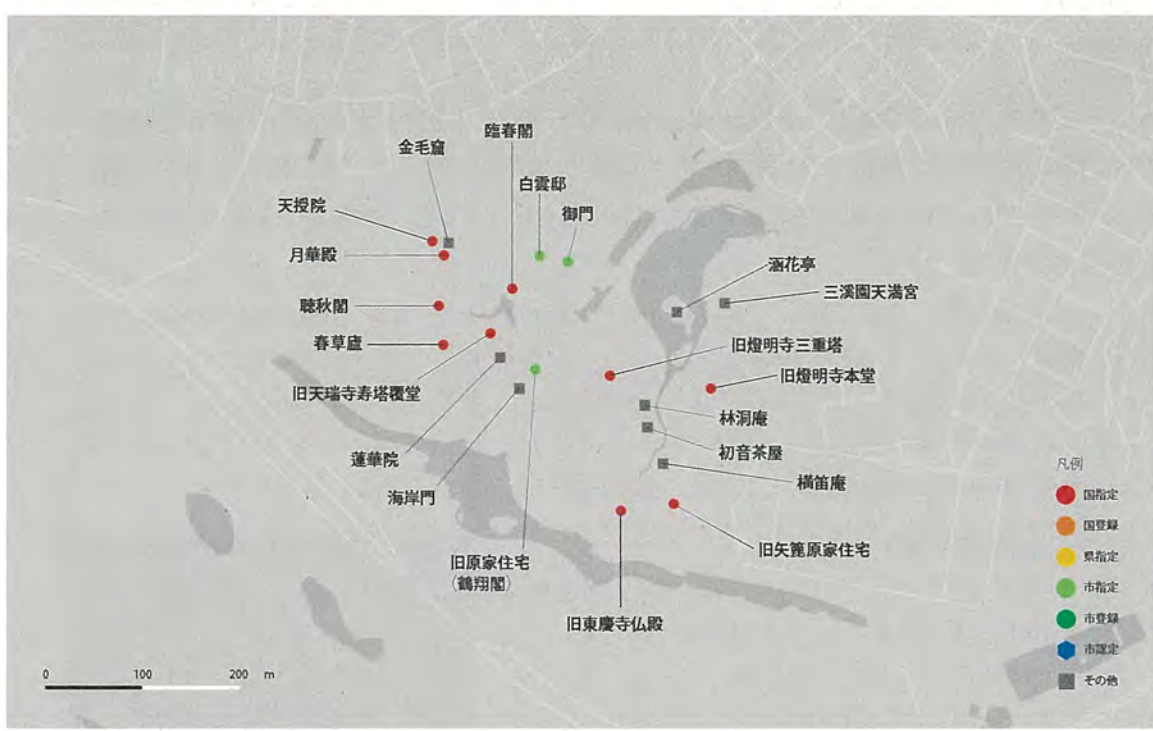 臨春閣
金毛窟
白雲邸
天授院
御門
月華殿
涵花亭
三溪園天満宮
聴秋閣
春草廬
旧燈明寺三重塔
旧燈明寺本堂
旧天瑞寺寿塔覆堂
林洞庵
初音茶屋
蓮華院
横笛庵
海岸門
旧原家住宅
(鶴翔閣)
旧矢箆原家住宅
旧東慶寺仏殿
凡例
国指定
国登録
県指定
市指定
市登録
市認定
その他
0 100 200 m